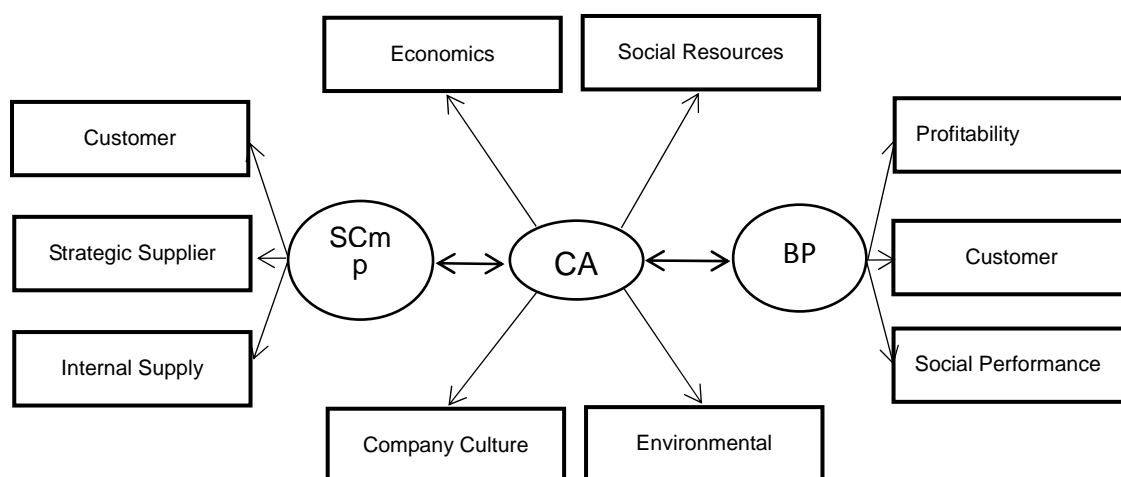 Economics
Social Resources
Customer
Profitability
Strategic Supplier
SCm
p
CA
BP
Customer
Internal Supply
Social Performance
Company Culture
Environmental